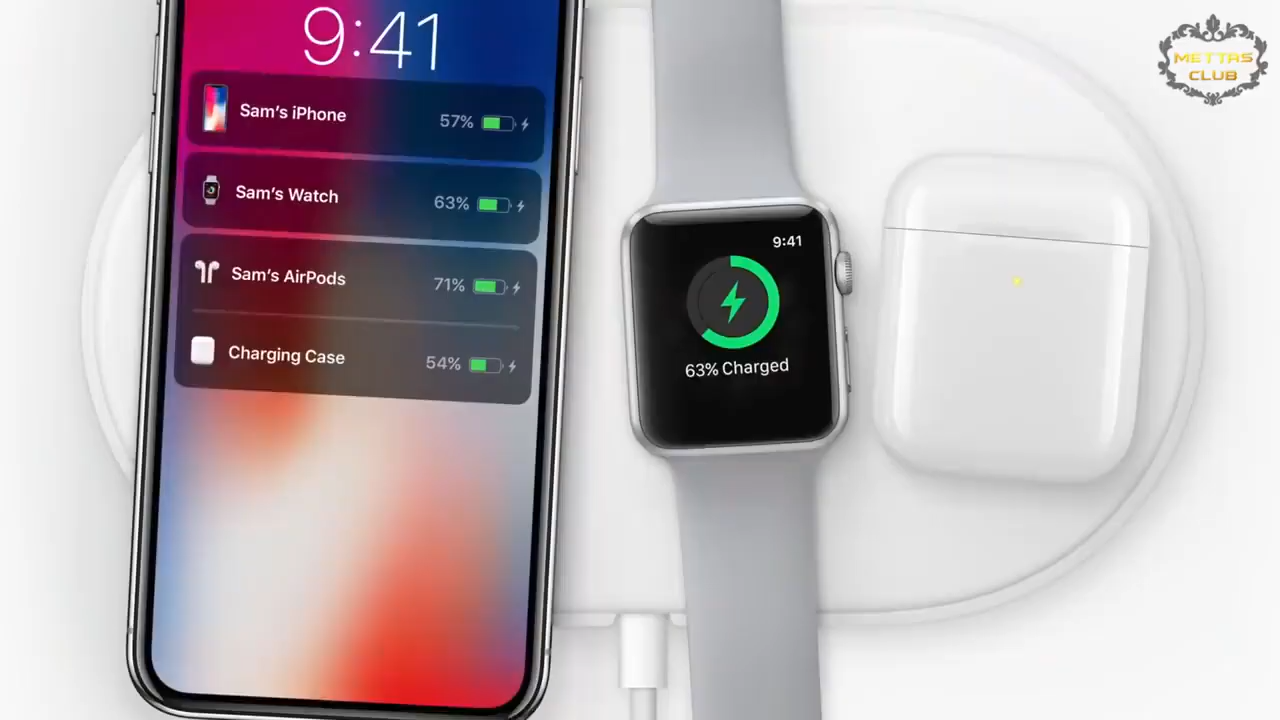 9:41
Sam's iPhone
57%
Sam's Watch
63%
Sam's AirPods
71%
Charging Case
54%
9:41
63% Charged
METTAS
CLUB